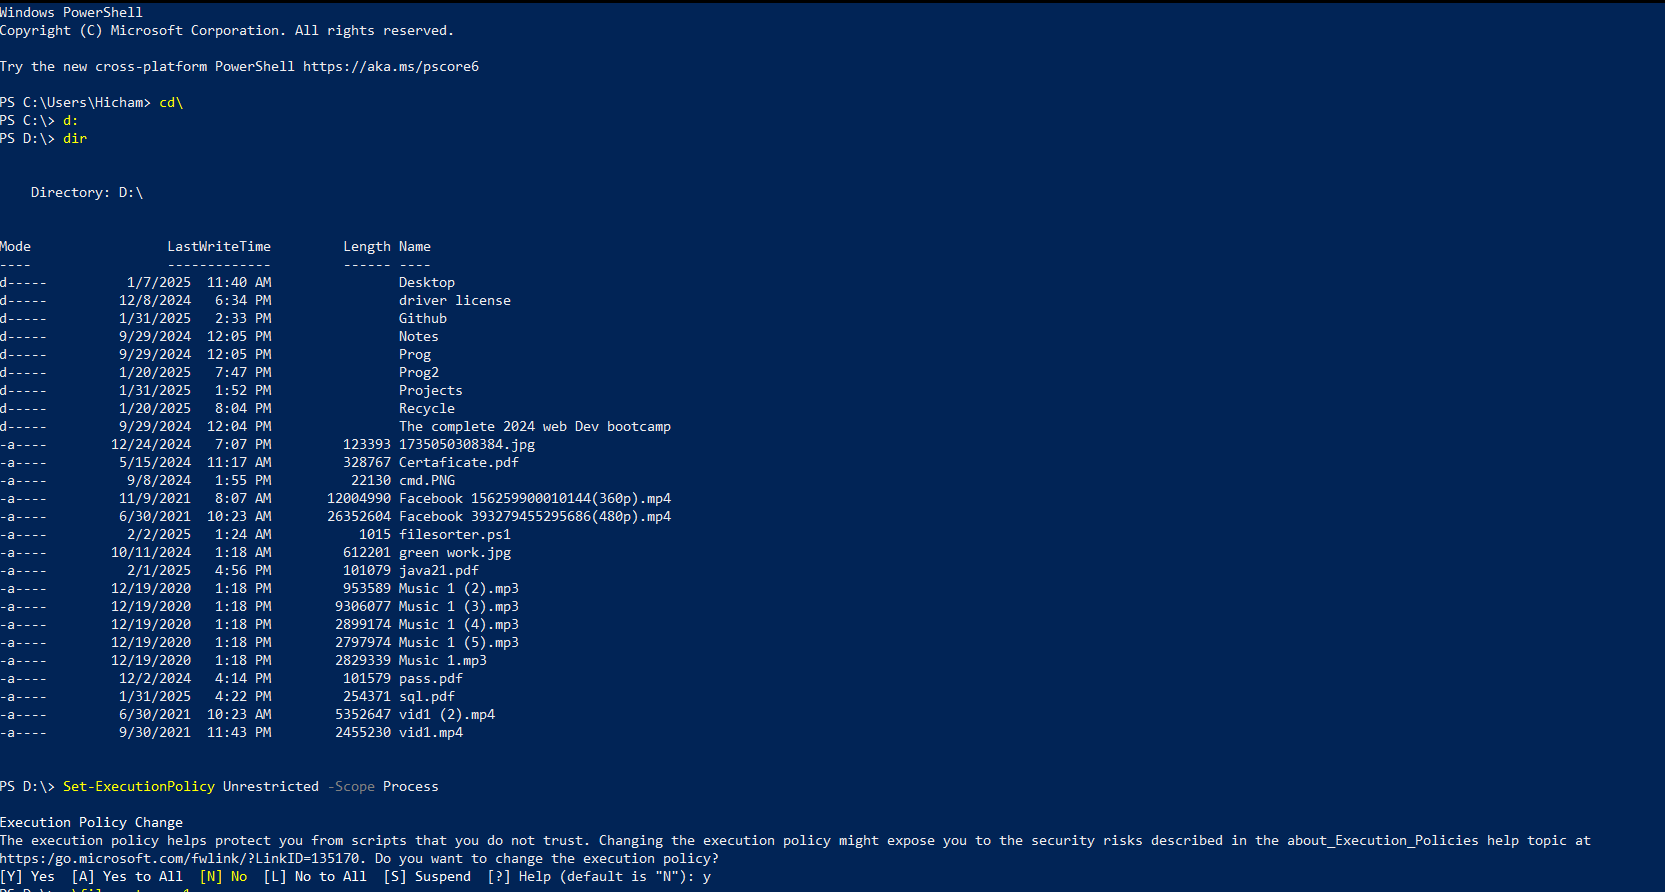 Windows PowerShell
Copyright (C) Microsoft Corporation. All rights reserved.
Try the new cross-platform PowerShell https://aka.ms/pscore6
PS C:\Users\Hicham> cd\
PS C:\> d:
PS D:\> dir
Directory: D:\
Mode LastWriteTime Length Name
---- ------------- ------ ----
d----- 1/7/2025 11:40 AM Desktop
d----- 12/8/2024 6:34 PM driver license
d----- 1/31/2025 2:33 PM Github
d----- 9/29/2024 12:05 PM Notes
d----- 9/29/2024 12:05 PM Prog
d----- 1/20/2025 7:47 PM Prog2
d----- 1/31/2025 1:52 PM Projects
d----- 1/20/2025 8:04 PM Recycle
d----- 9/29/2024 12:04 PM The complete 2024 web Dev bootcamp
-a---- 12/24/2024 7:07 PM 123393 1735050308384.jpg
-a---- 5/15/2024 11:17 AM 328767 Certaficate.pdf
-a---- 9/8/2024 1:55 PM 22130 cmd.PNG
-a---- 11/9/2021 8:07 AM 12004990 Facebook 156259900010144(360p).mp4
-a---- 6/30/2021 10:23 AM 26352604 Facebook 393279455295686(480p).mp4
-a---- 2/2/2025 1:24 AM 1015 filesorter.ps1
-a---- 10/11/2024 1:18 AM 612201 green work.jpg
-a---- 2/1/2025 4:56 PM 101079 java21.pdf
-a---- 12/19/2020 1:18 PM 953589 Music 1 (2).mp3
-a---- 12/19/2020 1:18 PM 9306077 Music 1 (3).mp3
-a---- 12/19/2020 1:18 PM 2899174 Music 1 (4).mp3
-a---- 12/19/2020 1:18 PM 2797974 Music 1 (5).mp3
-a---- 12/19/2020 1:18 PM 2829339 Music 1.mp3
-a---- 12/2/2024 4:14 PM 101579 pass.pdf
-a---- 1/31/2025 4:22 PM 254371 sql.pdf
-a---- 6/30/2021 10:23 AM 5352647 vid1 (2).mp4
-a---- 9/30/2021 11:43 PM 2455230 vid1.mp4
PS D:\> Set-ExecutionPolicy Unrestricted -Scope Process
Execution Policy Change
The execution policy helps protect you from scripts that you do not trust. Changing the execution policy might expose you to the security risks described in the about_Execution_Policies help topic at
https:/go.microsoft.com/fwlink/?LinkID=135170. Do you want to change the execution policy?
[Y] Yes [A] Yes to All [N] No [L] No to All [S] Suspend [?] Help (default is "N"): y